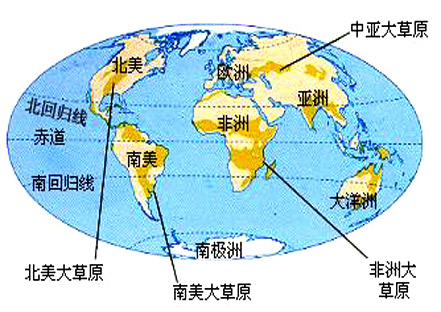 中亚大草原
北美
欧洲
亚洲
北回归线
非洲
赤道
南美
南回归线
大洋洲
南极洲
北美大草原
南美大草原
非洲大
草原